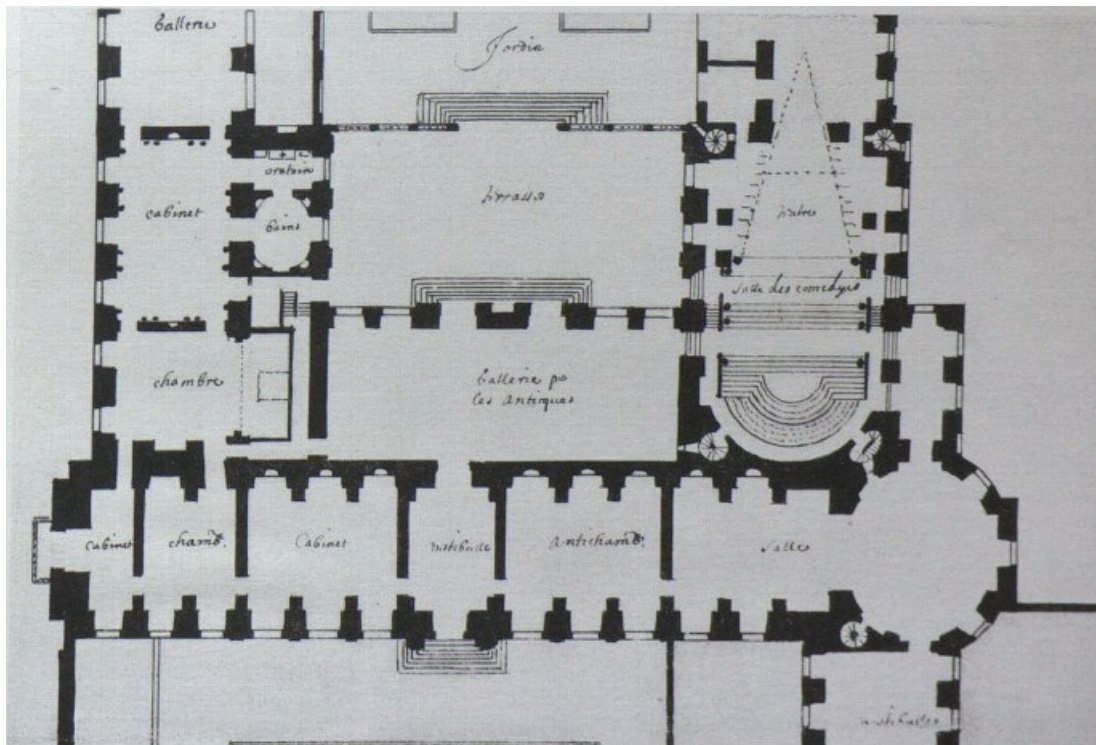 Gallerie
Jardin
oratoire
terrasse
cabinet
bains
theatre
salle des comedyes
chambre
Gallerie po
les Antiques
Cabinet
chamb.
Cabinet
vestibulle
Antichamb.
Salle
vestibulle